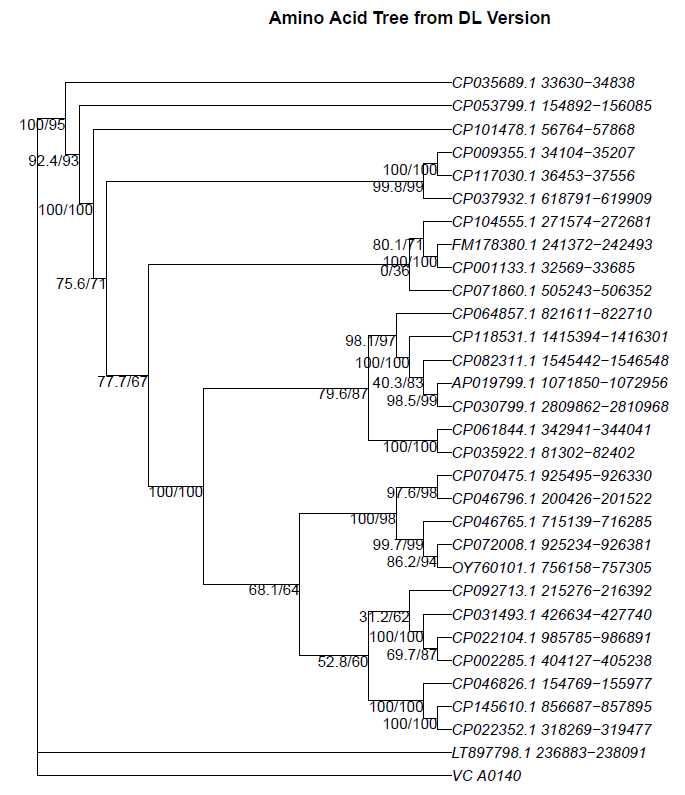 Amino Acid Tree from DL Version
CP035689.1 33630−34838
CP053799.1 154892−156085
100/95
CP101478.1 56764−57868
CP009355.1 34104−35207
92.4/93
100/100
CP117030.1 36453−37556
99.8/99
CP037932.1 618791−619909
100/100
CP104555.1 271574−272681
80.1/71
FM178380.1 241372−242493
100/100
CP001133.1 32569−33685
0/36
75.6/71
CP071860.1 505243−506352
CP064857.1 821611−822710
CP118531.1 1415394−1416301
98.1/97
CP082311.1 1545442−1546548
100/100
77.7/67
40.3/83
AP019799.1 1071850−1072956
79.6/87
98.5/99
CP030799.1 2809862−2810968
CP061844.1 342941−344041
100/100
CP035922.1 81302−82402
CP070475.1 925495−926330
100/100
97.6/98
CP046796.1 200426−201522
100/98
CP046765.1 715139−716285
99.7/99
CP072008.1 925234−926381
86.2/94
OY760101.1 756158−757305
68.1/64
CP092713.1 215276−216392
31.2/62
CP031493.1 426634−427740
100/100
CP022104.1 985785−986891
69.7/87
52.8/60
CP002285.1 404127−405238
CP046826.1 154769−155977
100/100
CP145610.1 856687−857895
100/100
CP022352.1 318269−319477
LT897798.1 236883−238091
VC A0140